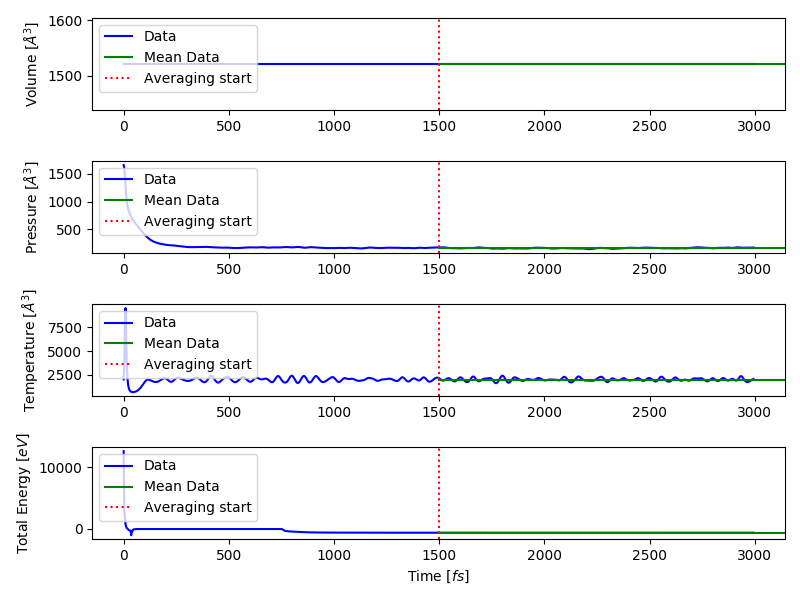 Volume [Å³]
1600
1500
Data
Mean Data
Averaging start
0 500 1000 1500 2000 2500 3000
Pressure [Å³]
1500
1000
500
Data
Mean Data
Averaging start
0 500 1000 1500 2000 2500 3000
Temperature [Å³]
7500
5000
2500
Data
Mean Data
Averaging start
0 500 1000 1500 2000 2500 3000
Total Energy [eV]
10000
0
Data
Mean Data
Averaging start
0 500 1000 1500 2000 2500 3000
Time [fs]